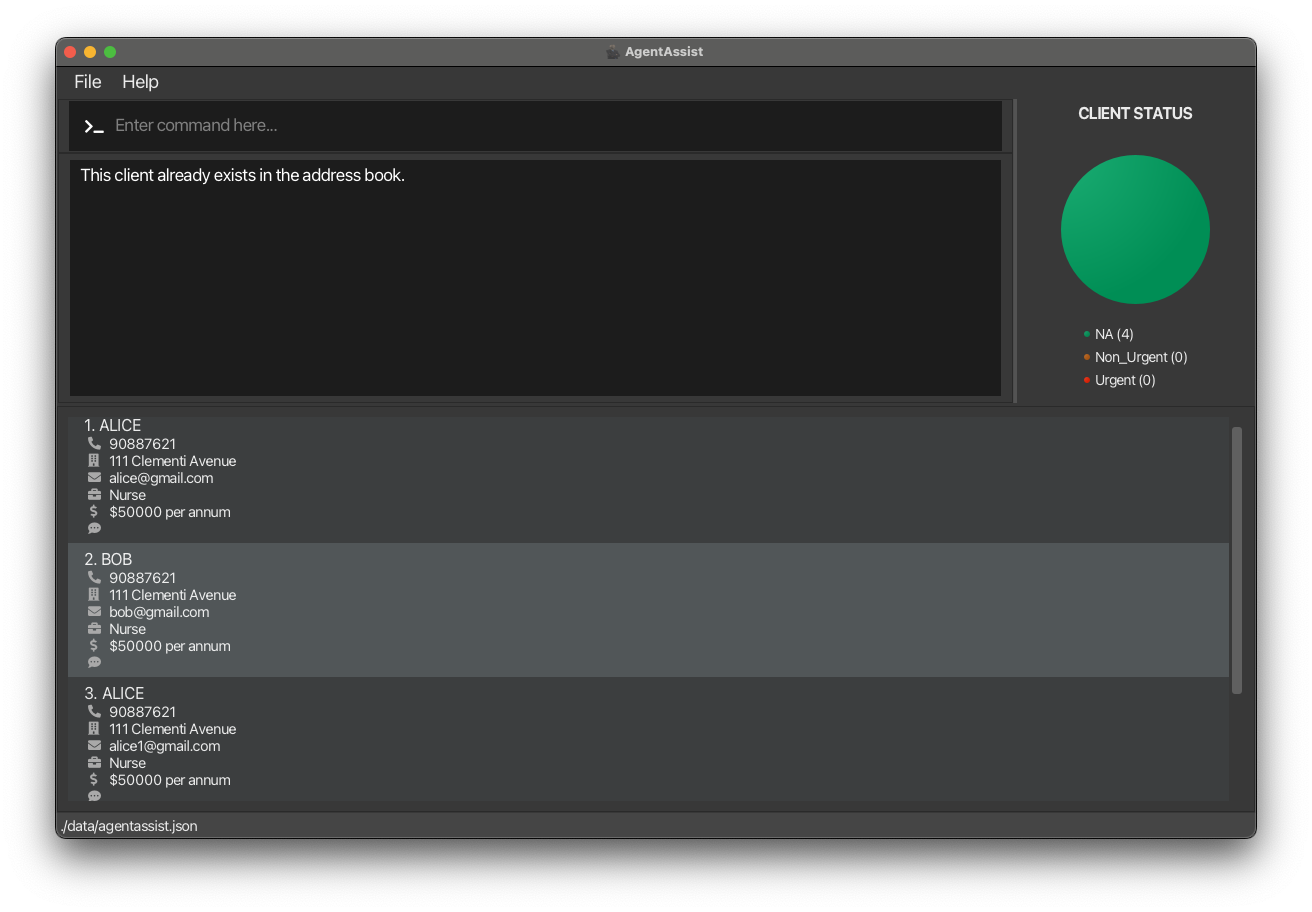 AgentAssist
File Help
Enter command here...
This client already exists in the address book.
CLIENT STATUS
NA (4)
Non_Urgent (0)
Urgent (0)
1. ALICE
90887621
111 Clementi Avenue
alice@gmail.com
Nurse
$50000 per annum
2. BOB
90887621
111 Clementi Avenue
bob@gmail.com
Nurse
$50000 per annum
3. ALICE
90887621
111 Clementi Avenue
alice1@gmail.com
Nurse
$50000 per annum
./data/agentassist.json